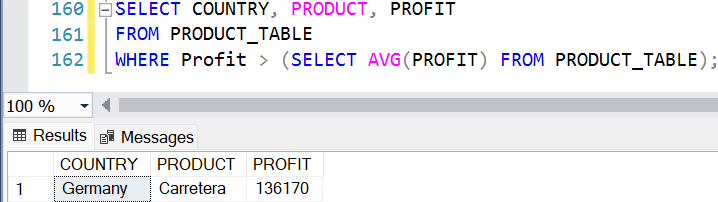 160 SELECT COUNTRY, PRODUCT, PROFIT
161 FROM PRODUCT_TABLE
162 WHERE Profit > (SELECT AVG(PROFIT) FROM PRODUCT_TABLE);
100 %
Results Messages
COUNTRY PRODUCT PROFIT
1 Germany Carretera 136170